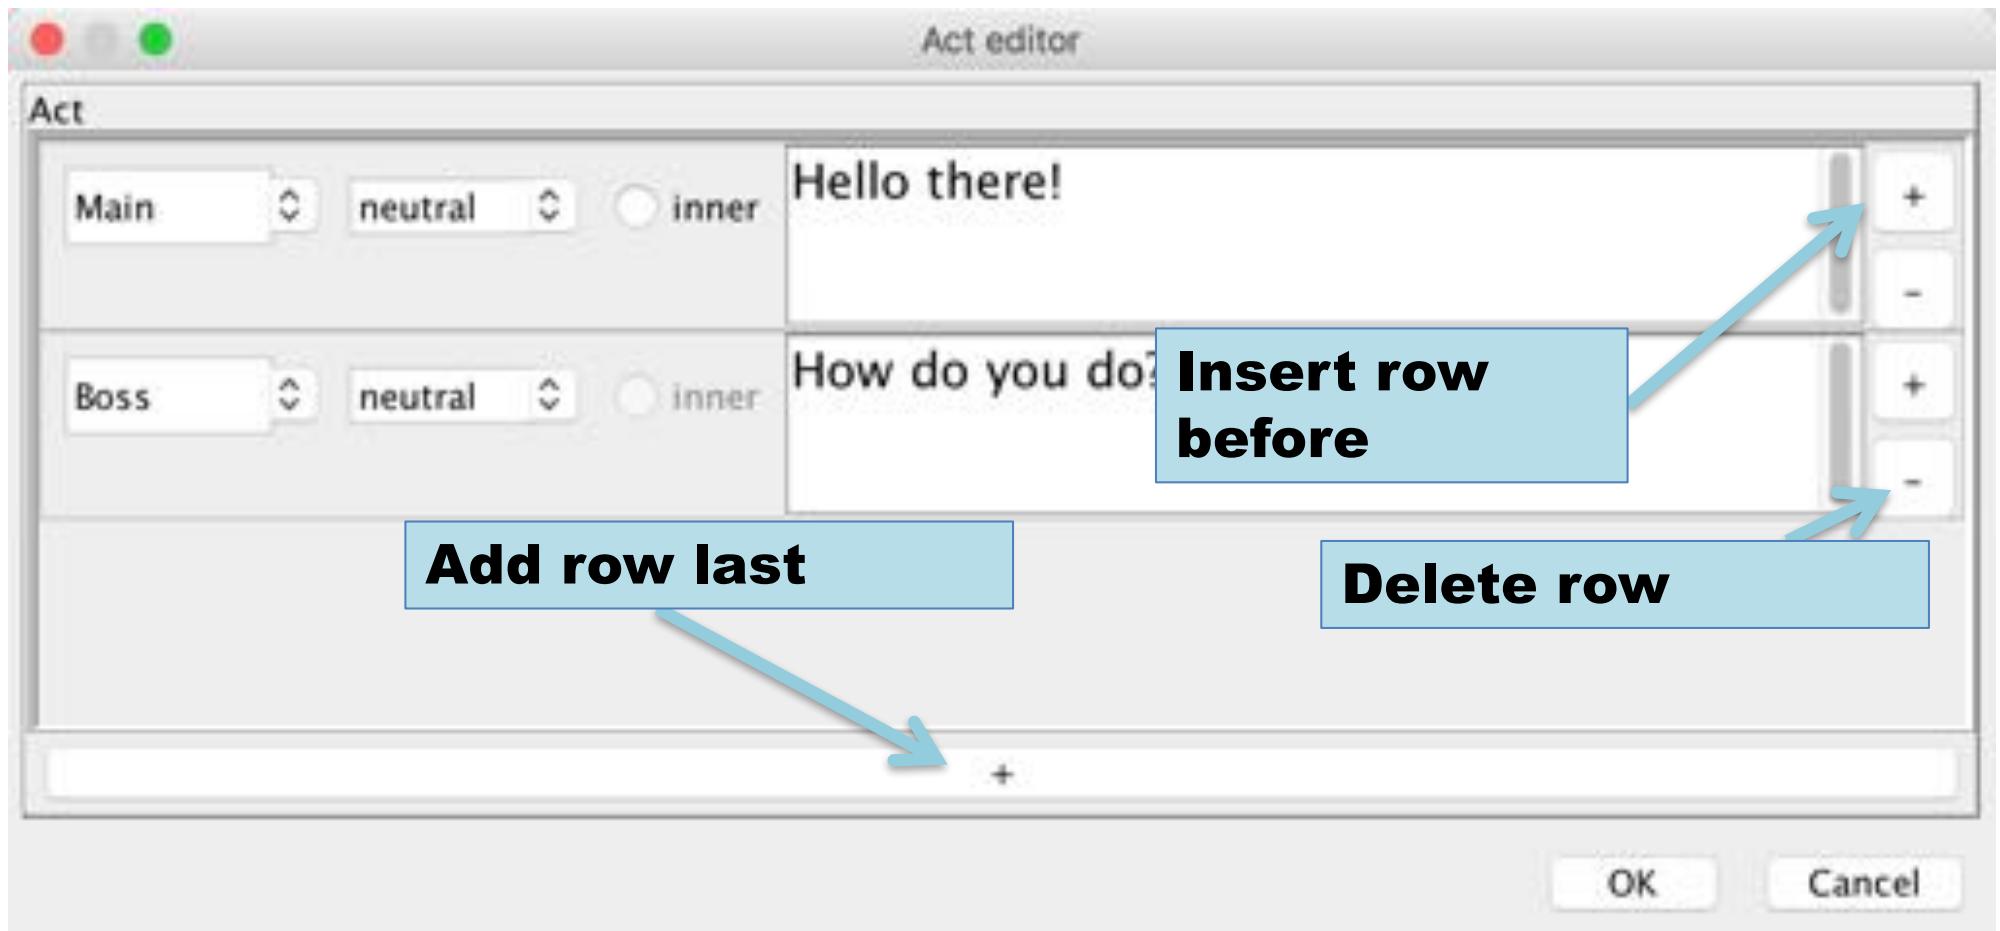 Act editor
Act
Main neutral inner Hello there! +
-
Boss neutral inner How do you do? +
-
Insert row
before
Add row last
Delete row
+
OK Cancel